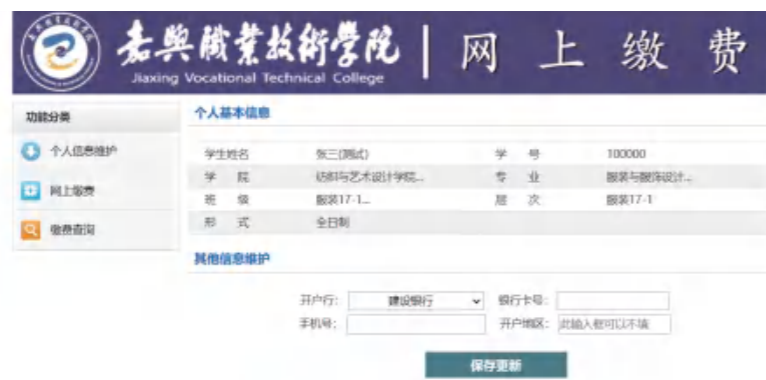 嘉興職業技術學院 | 网上缴费
Jiaxing Vocational Technical College
功能分类
个人信息维护
网上缴费
缴费查询
个人基本信息
学生姓名 张三(测试) 学号 100000
学院 纺织与艺术设计学院... 专业 服装与服饰设计...
班级 服装17-1... 层次 服装17-1
形式 全日制
其他信息维护
开户行: 建设银行 银行卡号:
手机号: 开户地区: 此输入框可以不填
保存更新